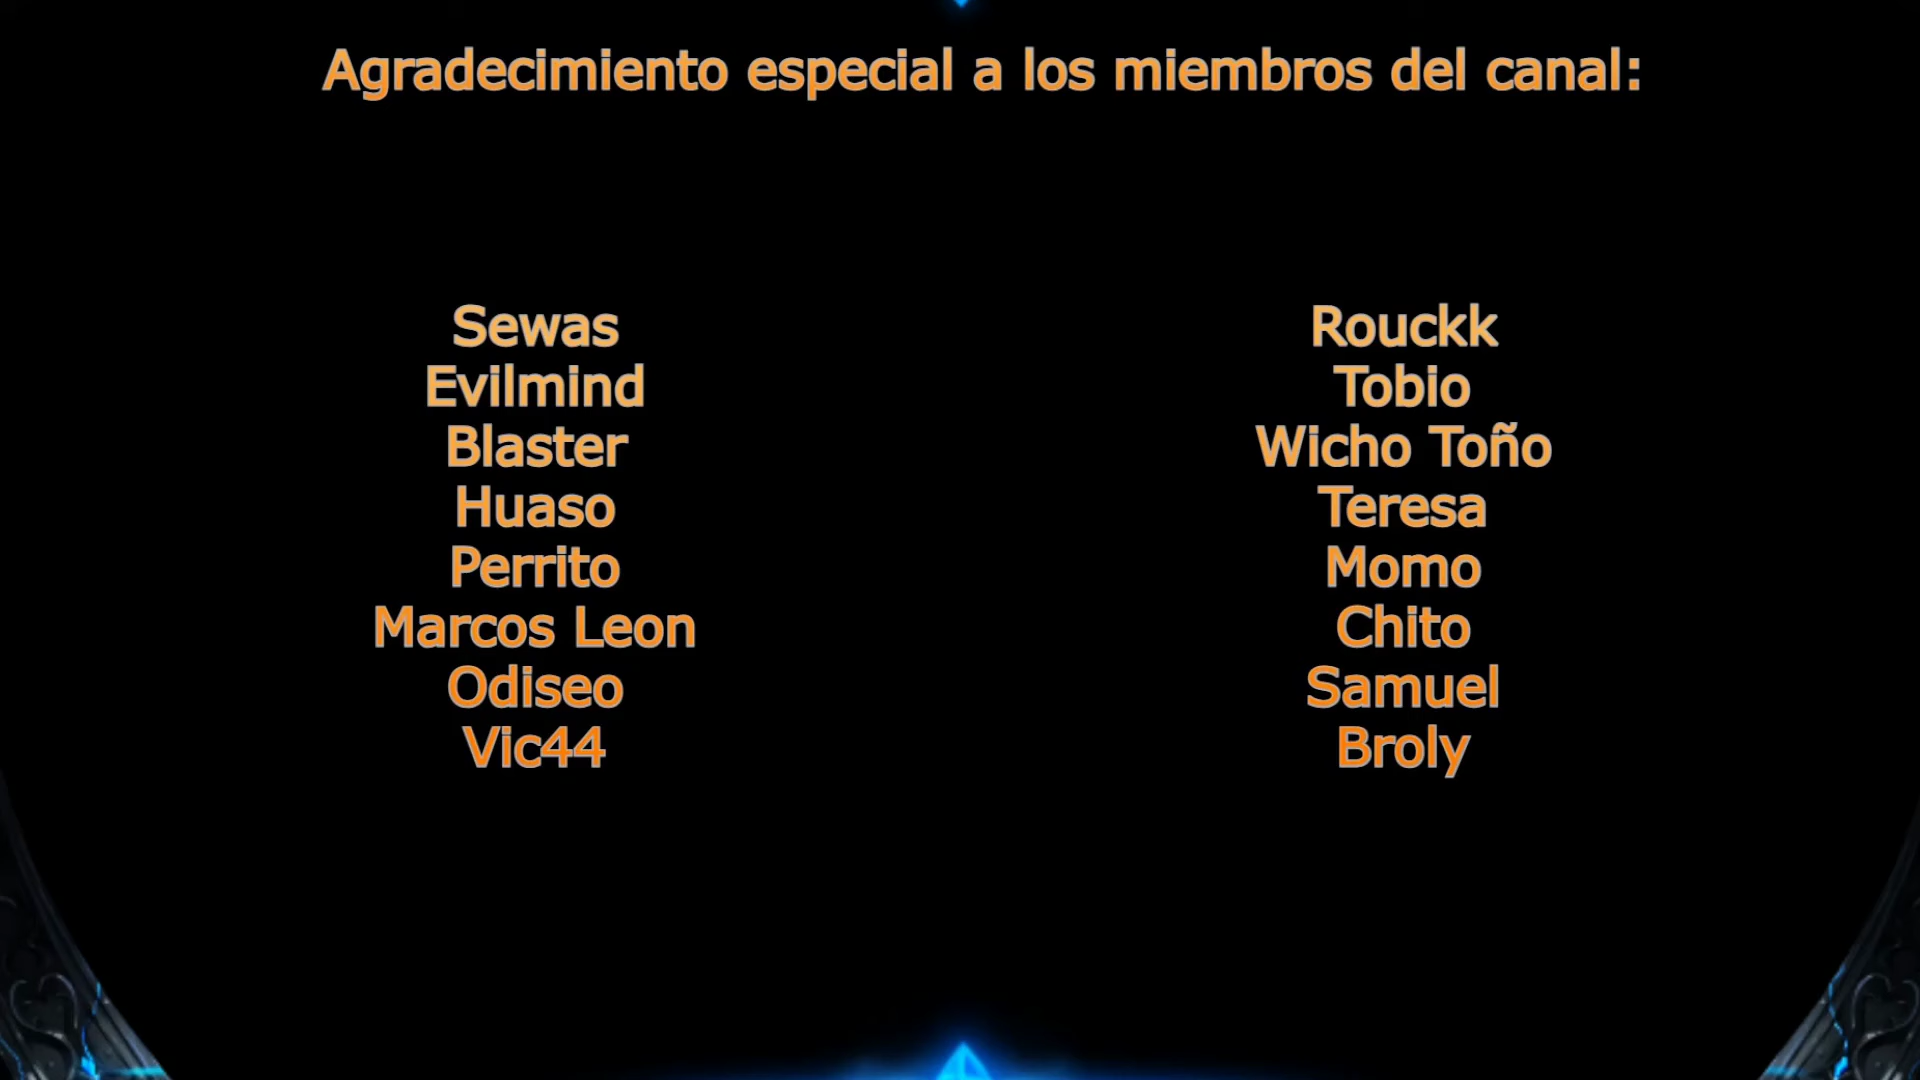 Agradecimiento especial a los miembros del canal:
Sewas
Evilmind
Blaster
Huaso
Perrito
Marcos Leon
Odiseo
Vic44
Rouckk
Tobio
Wicho Toño
Teresa
Momo
Chito
Samuel
Broly